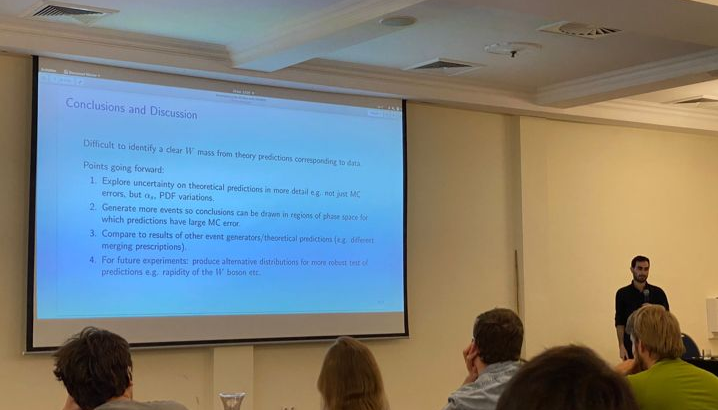 Conclusions and Discussion
Difficult to identify a clear W mass from theory predictions corresponding to data.
Points going forward:
1. Explore uncertainty on theoretical predictions in more detail e.g. not just MC
errors, but αs, PDF variations.
2. Generate more events so conclusions can be drawn in regions of phase space for
which predictions have large MC error.
3. Compare to results of other event generators/theoretical predictions (e.g. different
merging prescriptions).
4. For future experiments: produce alternative distributions for more robust test of
predictions e.g. rapidity of the W boson etc.